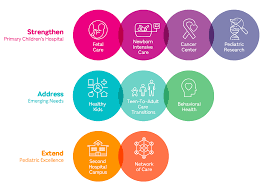 Strengthen
Primary Children's Hospital
Fetal
Care
Newborn
Intensive
Care
Cancer
Center
Pediatric
Research
Address
Emerging Needs
Healthy
Kids
Teen-To-Adult
Care
Transitions
Behavioral
Health
Extend
Pediatric Excellence
Second
Hospital
Campus
Network
of Care